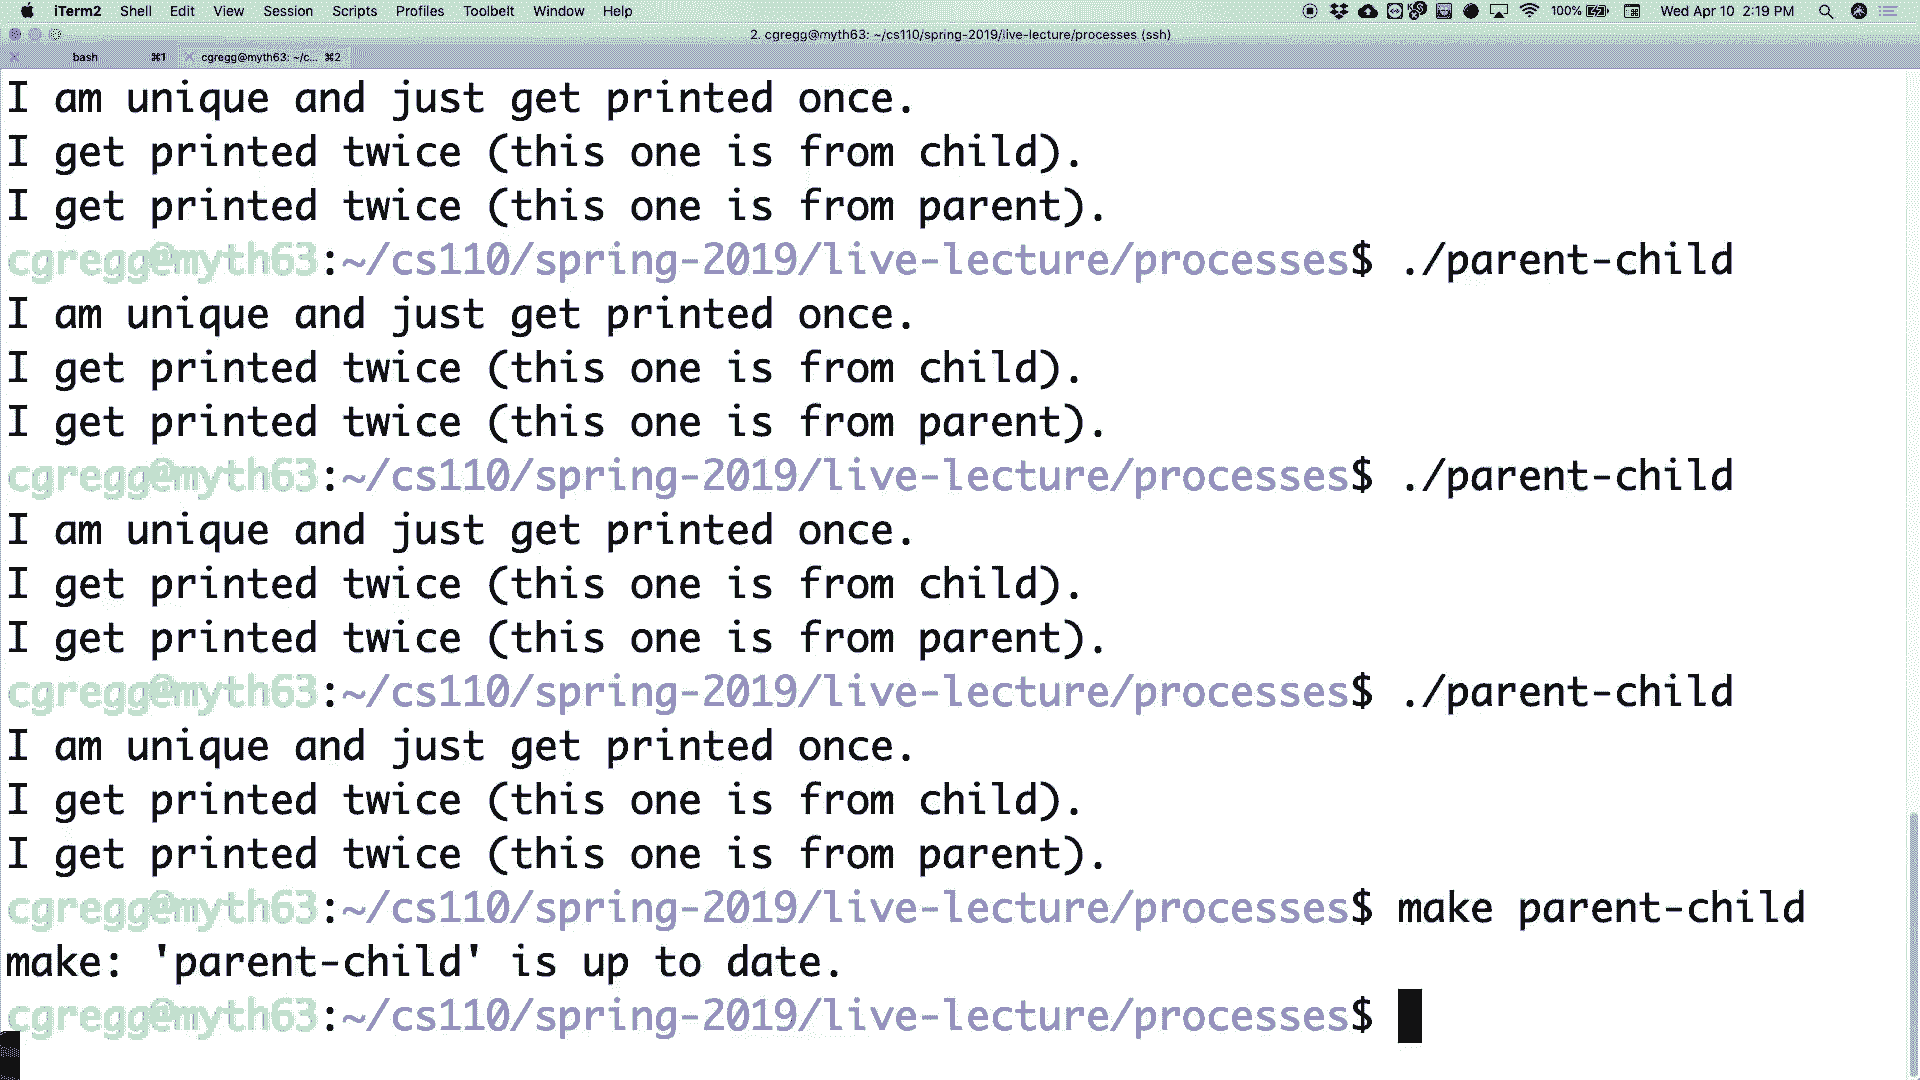 iTerm2 Shell Edit View Session Scripts Profiles Toolbelt Window Help 100% Wed Apr 10 2:19 PM
2. cgregg@myth63: ~/cs110/spring-2019/live-lecture/processes (ssh)
bash ⌘1 cgregg@myth63: ~/c... ⌘2
I am unique and just get printed once.
I get printed twice (this one is from child).
I get printed twice (this one is from parent).
cgregg@myth63:~/cs110/spring-2019/live-lecture/processes$ ./parent-child
I am unique and just get printed once.
I get printed twice (this one is from child).
I get printed twice (this one is from parent).
cgregg@myth63:~/cs110/spring-2019/live-lecture/processes$ ./parent-child
I am unique and just get printed once.
I get printed twice (this one is from child).
I get printed twice (this one is from parent).
cgregg@myth63:~/cs110/spring-2019/live-lecture/processes$ ./parent-child
I am unique and just get printed once.
I get printed twice (this one is from child).
I get printed twice (this one is from parent).
cgregg@myth63:~/cs110/spring-2019/live-lecture/processes$ make parent-child
make: 'parent-child' is up to date.
cgregg@myth63:~/cs110/spring-2019/live-lecture/processes$